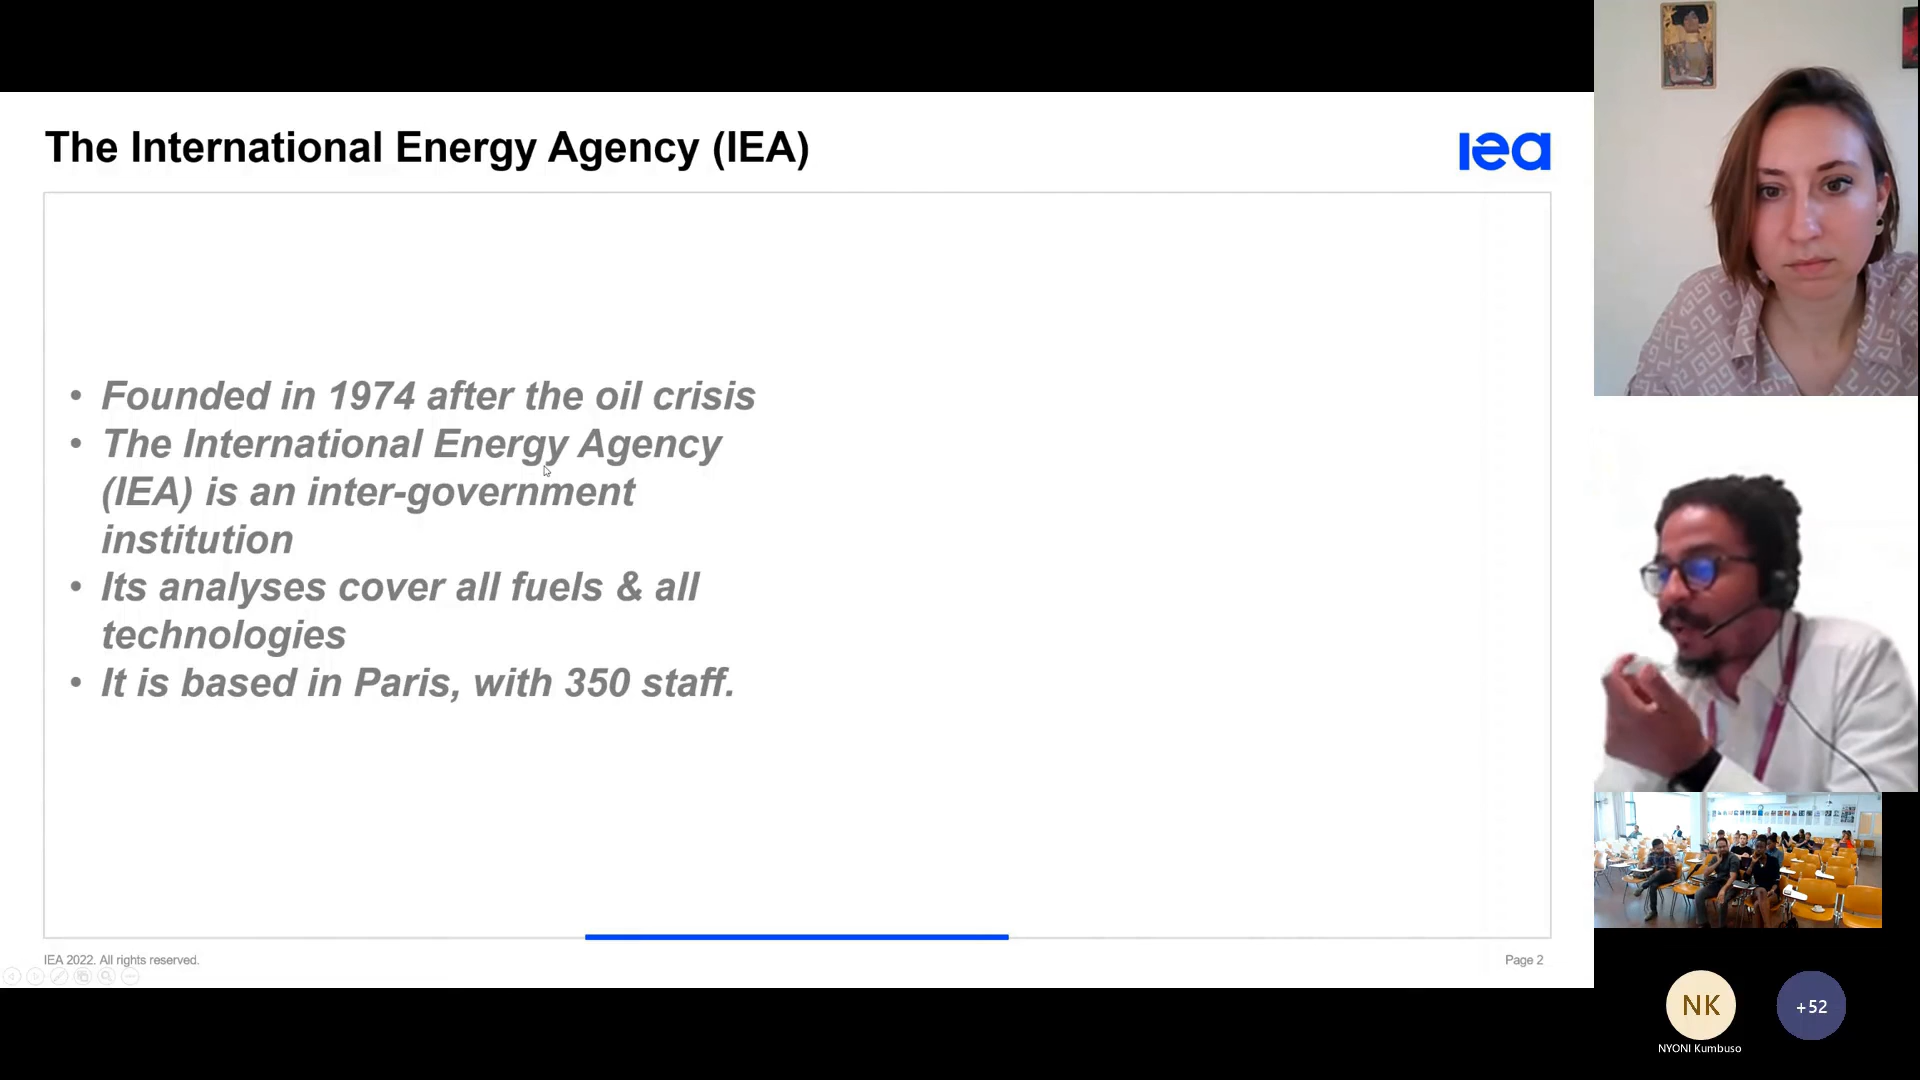 The International Energy Agency (IEA)
iea
• Founded in 1974 after the oil crisis
• The International Energy Agency
(IEA) is an inter-government
institution
• Its analyses cover all fuels & all
technologies
• It is based in Paris, with 350 staff.
IEA 2022. All rights reserved.
Page 2
NK
+52
NYONI Kumbuso